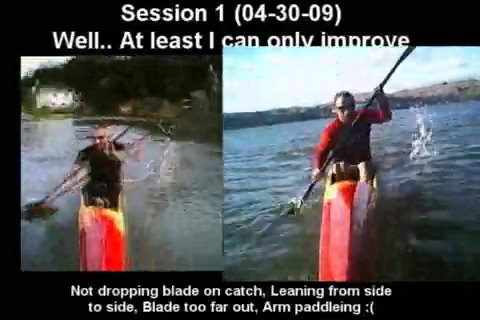 Session 1 (04-30-09)
Well.. At least I can only improve
Not dropping blade on catch, Leaning from side
to side, Blade too far out, Arm paddleing :(